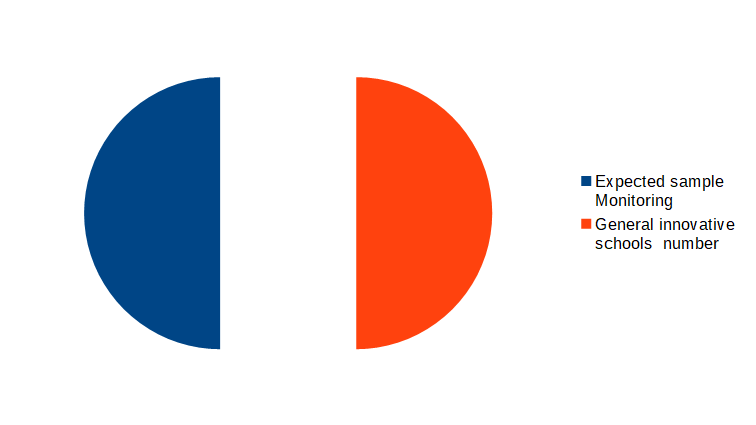 Expected sample
Monitoring
General innovative
schools  number